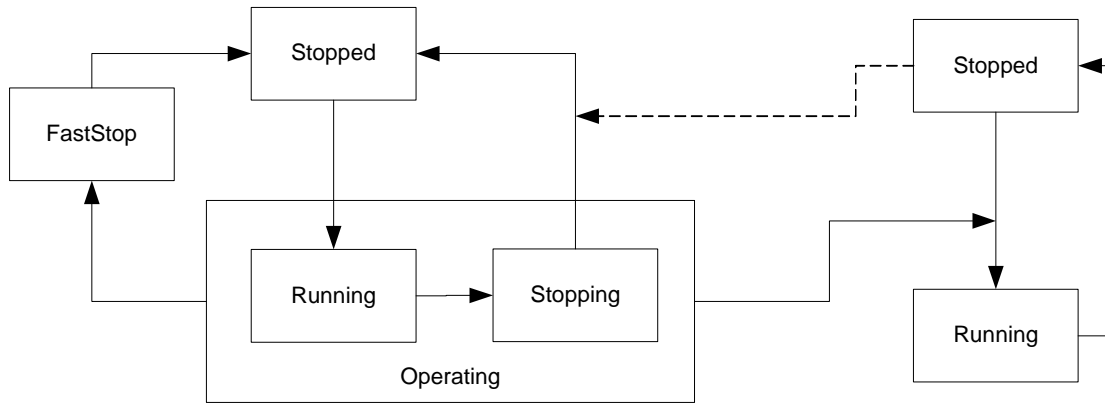 Stopped
Stopped
FastStop
Running
Stopping
Running
Operating